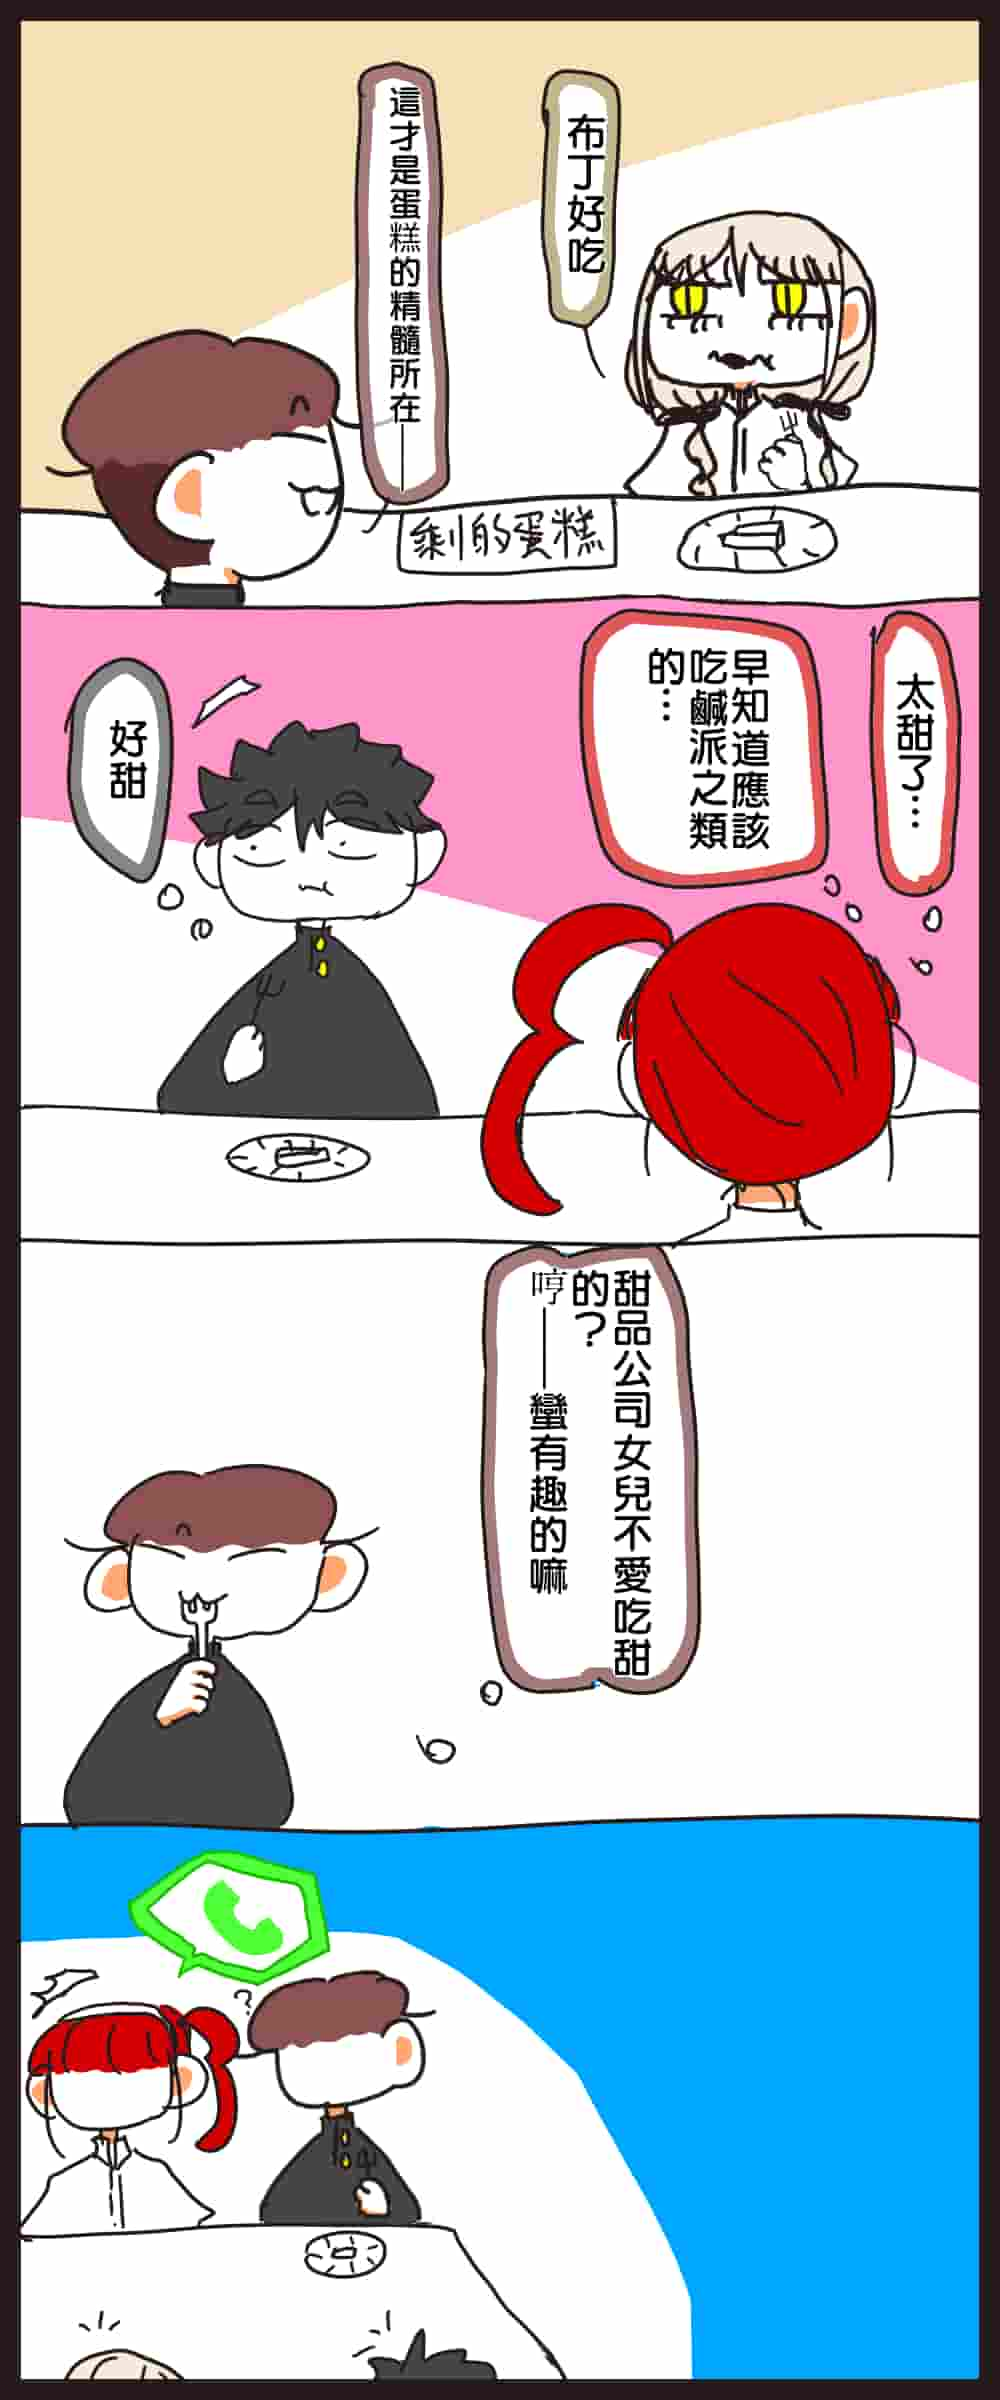 布丁好吃
這才是蛋糕的精髓所在——
剩的蛋糕
太甜了…
早知道應該
吃鹹派之類
的…
好甜
甜品公司女兒不愛吃甜
的？
哼——蠻有趣的嘛
?